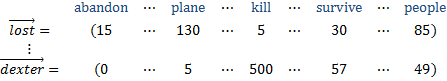 abandon ⋯ plane ⋯ kill ⋯ survive ⋯ people
lost = (15 ⋯ 130 ⋯ 5 ⋯ 30 ⋯ 85)
⋮
dexter = (0 ⋯ 5 ⋯ 500 ⋯ 57 ⋯ 49)